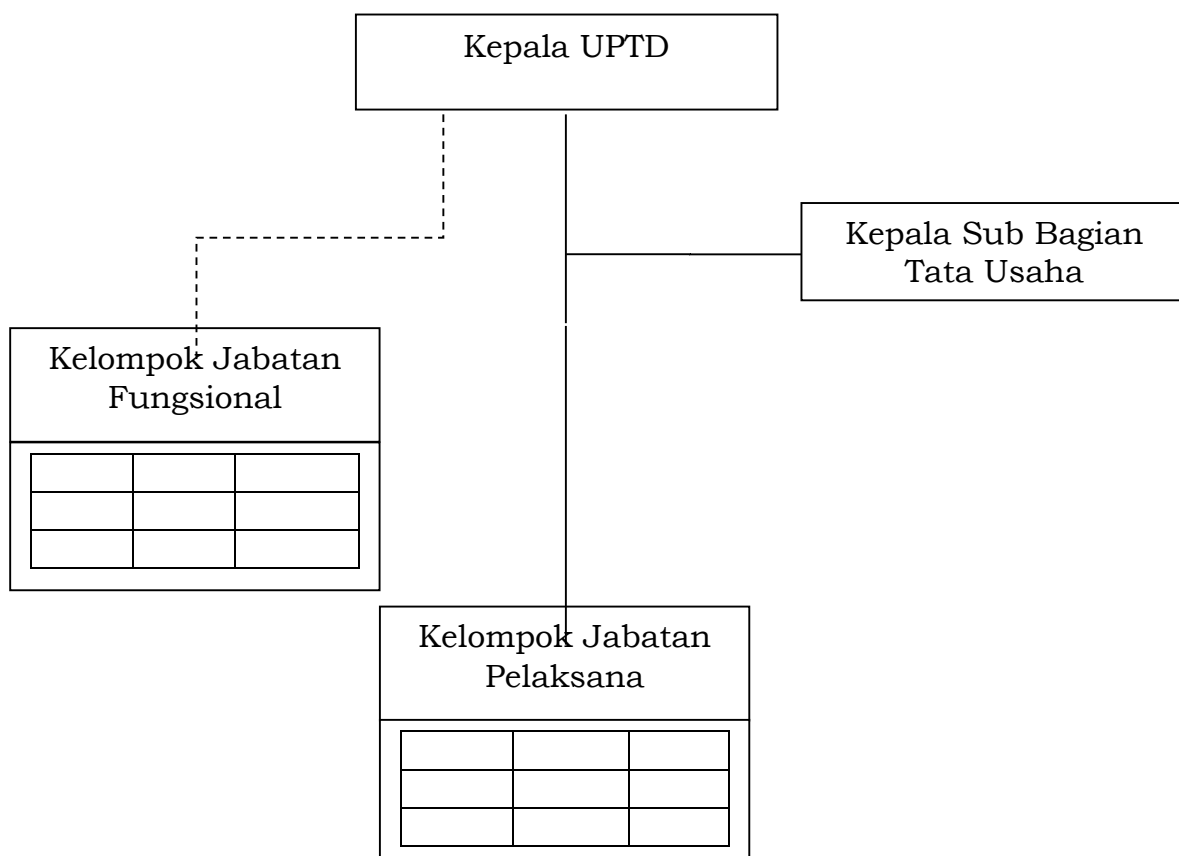 Kepala UPTD
Kepala Sub Bagian
Tata Usaha
Kelompok Jabatan
Fungsional
Kelompok Jabatan
Pelaksana